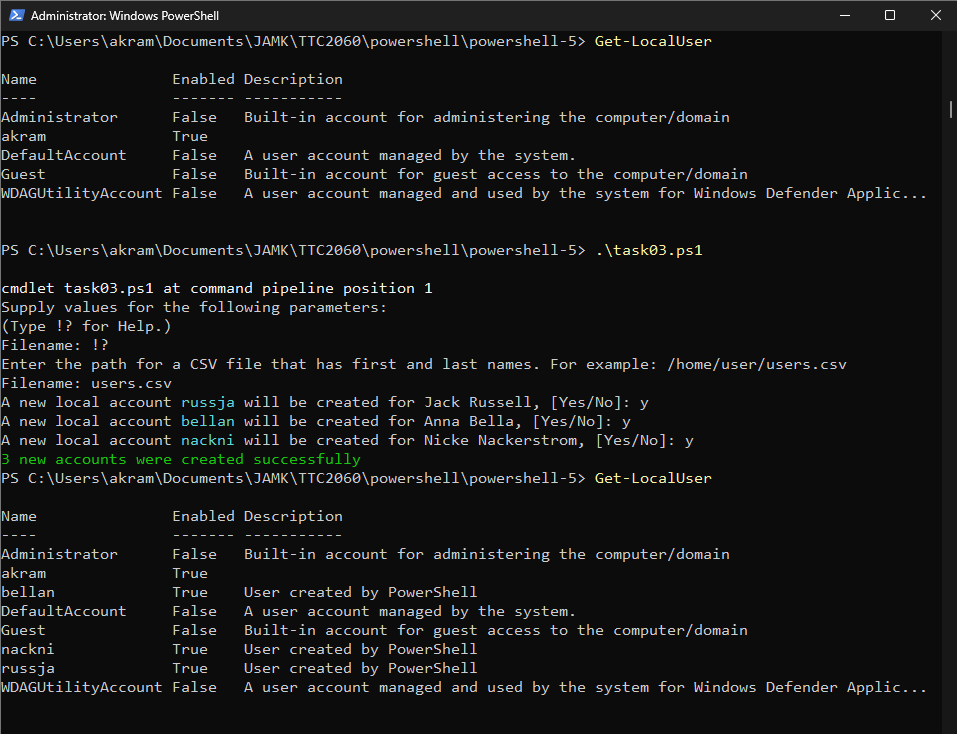 Administrator: Windows PowerShell
PS C:\Users\akram\Documents\JAMK\TTC2060\powershell\powershell-5> Get-LocalUser
Name               Enabled Description
----               ------- -----------
Administrator      False   Built-in account for administering the computer/domain
akram              True
DefaultAccount     False   A user account managed by the system.
Guest              False   Built-in account for guest access to the computer/domain
WDAGUtilityAccount False   A user account managed and used by the system for Windows Defender Applic...
PS C:\Users\akram\Documents\JAMK\TTC2060\powershell\powershell-5> .\task03.ps1
cmdlet task03.ps1 at command pipeline position 1
Supply values for the following parameters:
(Type !? for Help.)
Filename: !?
Enter the path for a CSV file that has first and last names. For example: /home/user/users.csv
Filename: users.csv
A new local account russja will be created for Jack Russell, [Yes/No]: y
A new local account bellan will be created for Anna Bella, [Yes/No]: y
A new local account nackni will be created for Nicke Nackerstrom, [Yes/No]: y
3 new accounts were created successfully
PS C:\Users\akram\Documents\JAMK\TTC2060\powershell\powershell-5> Get-LocalUser
Name               Enabled Description
----               ------- -----------
Administrator      False   Built-in account for administering the computer/domain
akram              True
bellan             True    User created by PowerShell
DefaultAccount     False   A user account managed by the system.
Guest              False   Built-in account for guest access to the computer/domain
nackni             True    User created by PowerShell
russja             True    User created by PowerShell
WDAGUtilityAccount False   A user account managed and used by the system for Windows Defender Applic...